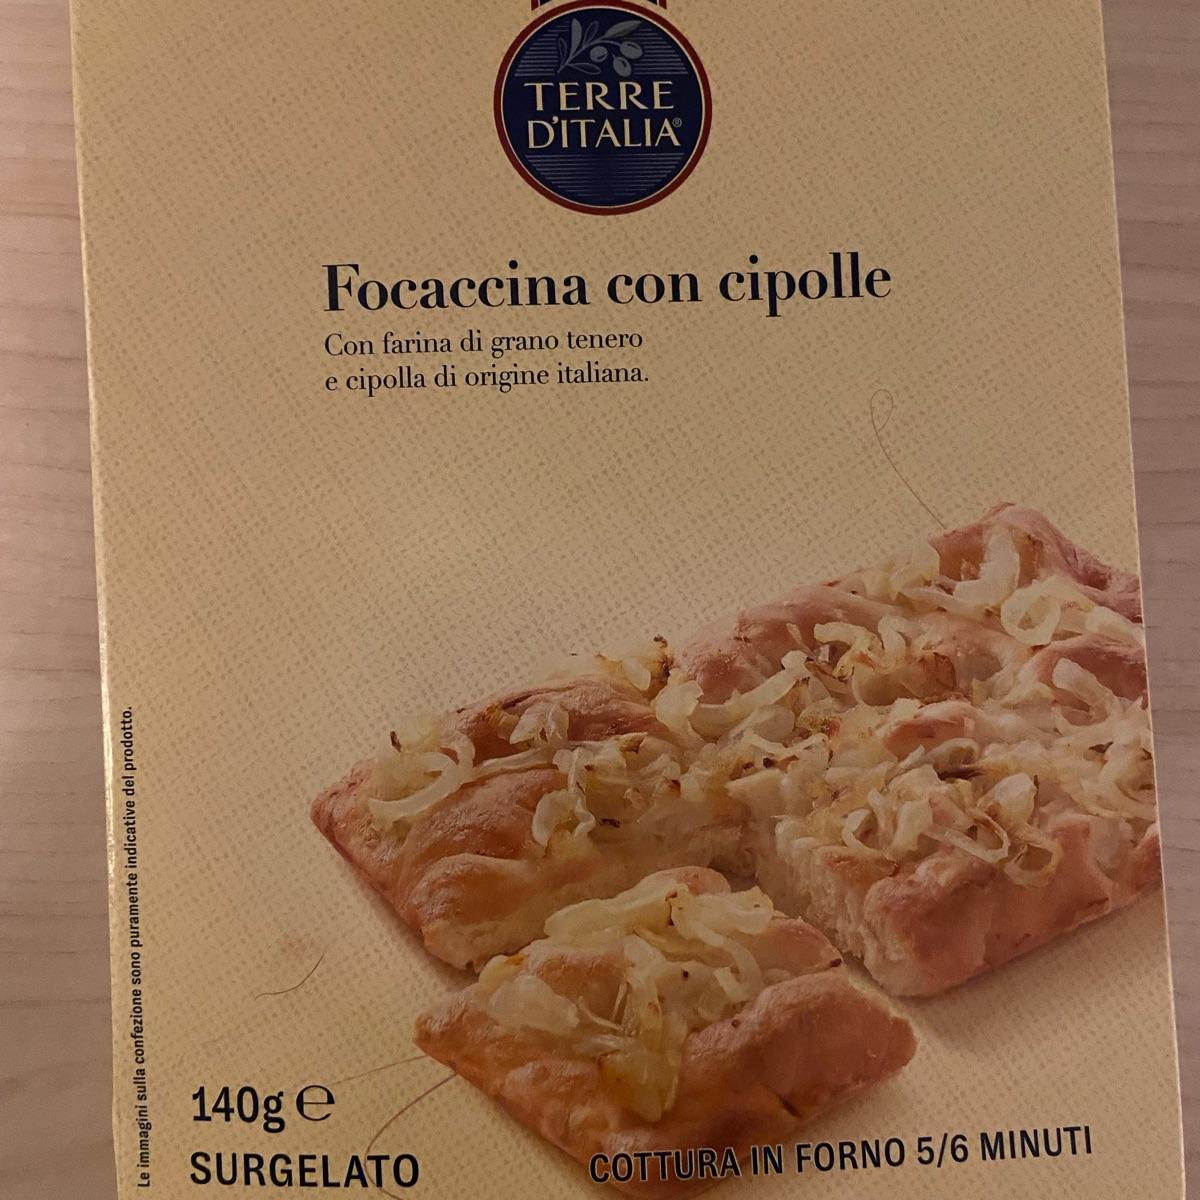 TERRE
D'ITALIA®
Focaccina con cipolle
Con farina di grano tenero
e cipolla di origine italiana.
Le immagini sulla confezione sono puramente indicative del prodotto.
140g ℮
SURGELATO
COTTURA IN FORNO 5/6 MINUTI